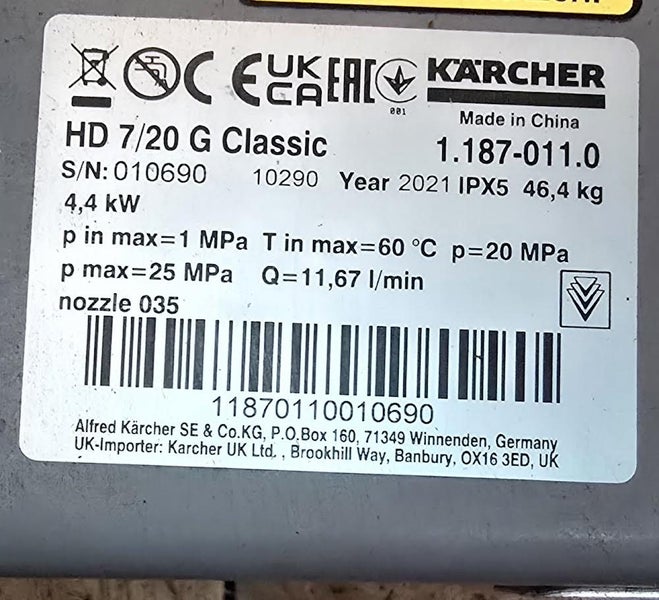 UK
CE CA EAC
001
KÄRCHER
Made in China
HD 7/20 G Classic
1.187-011.0
S/N: 010690 10290 Year 2021 IPX5 46,4 kg
4,4 kW
p in max=1 MPa T in max=60 °C p=20 MPa
p max=25 MPa Q=11,67 l/min
nozzle 035
11870110010690
Alfred Kärcher SE & Co.KG, P.O.Box 160, 71349 Winnenden, Germany
UK-Importer: Karcher UK Ltd. , Brookhill Way, Banbury, OX16 3ED, UK